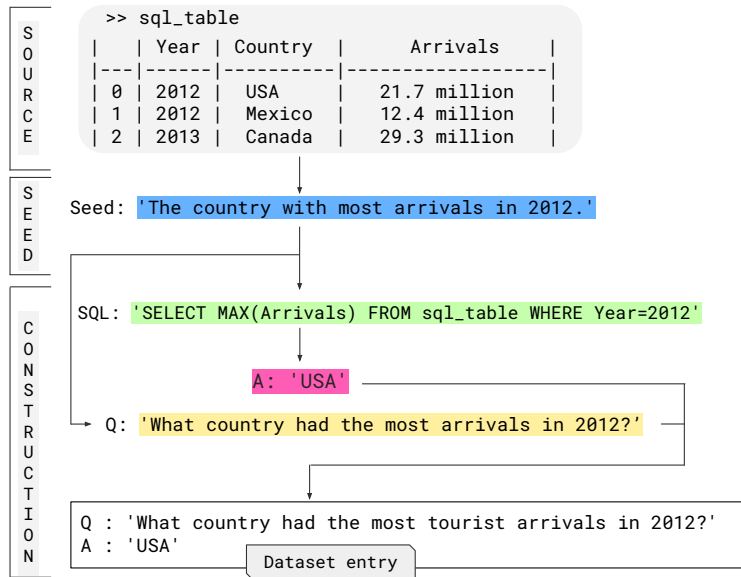 SOURCE
>> sql_table
| | Year | Country | Arrivals |
|---|------|----------|------------------|
| 0 | 2012 | USA | 21.7 million |
| 1 | 2012 | Mexico | 12.4 million |
| 2 | 2013 | Canada | 29.3 million |
SEED
Seed: 'The country with most arrivals in 2012.'
CONSTRUCTION
SQL: 'SELECT MAX(Arrivals) FROM sql_table WHERE Year=2012'
A: 'USA'
Q: 'What country had the most arrivals in 2012?’
Q : 'What country had the most tourist arrivals in 2012?'
A : 'USA'
Dataset entry